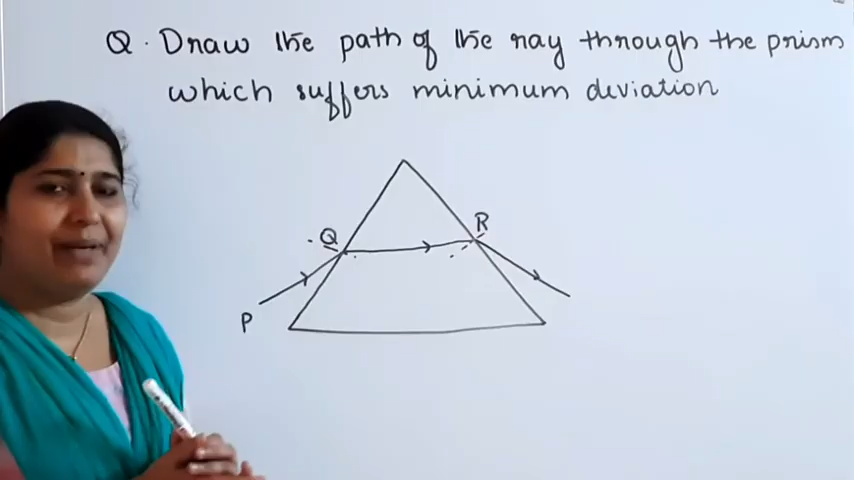 Q. Draw the path of the ray through the prism
which suffers minimum deviation
Q
R
P